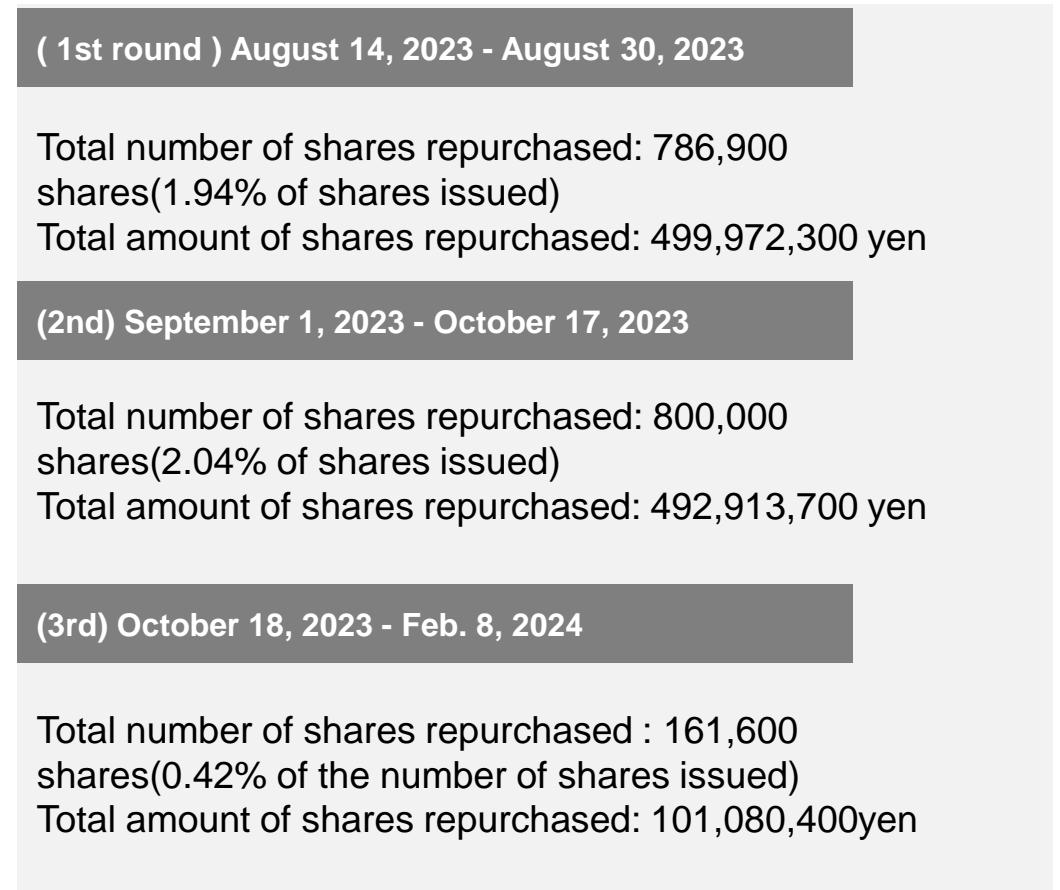 ( 1st round ) August 14, 2023 - August 30, 2023
Total number of shares repurchased: 786,900
shares(1.94% of shares issued)
Total amount of shares repurchased: 499,972,300 yen
(2nd) September 1, 2023 - October 17, 2023
Total number of shares repurchased: 800,000
shares(2.04% of shares issued)
Total amount of shares repurchased: 492,913,700 yen
(3rd) October 18, 2023 - Feb. 8, 2024
Total number of shares repurchased : 161,600
shares(0.42% of the number of shares issued)
Total amount of shares repurchased: 101,080,400yen